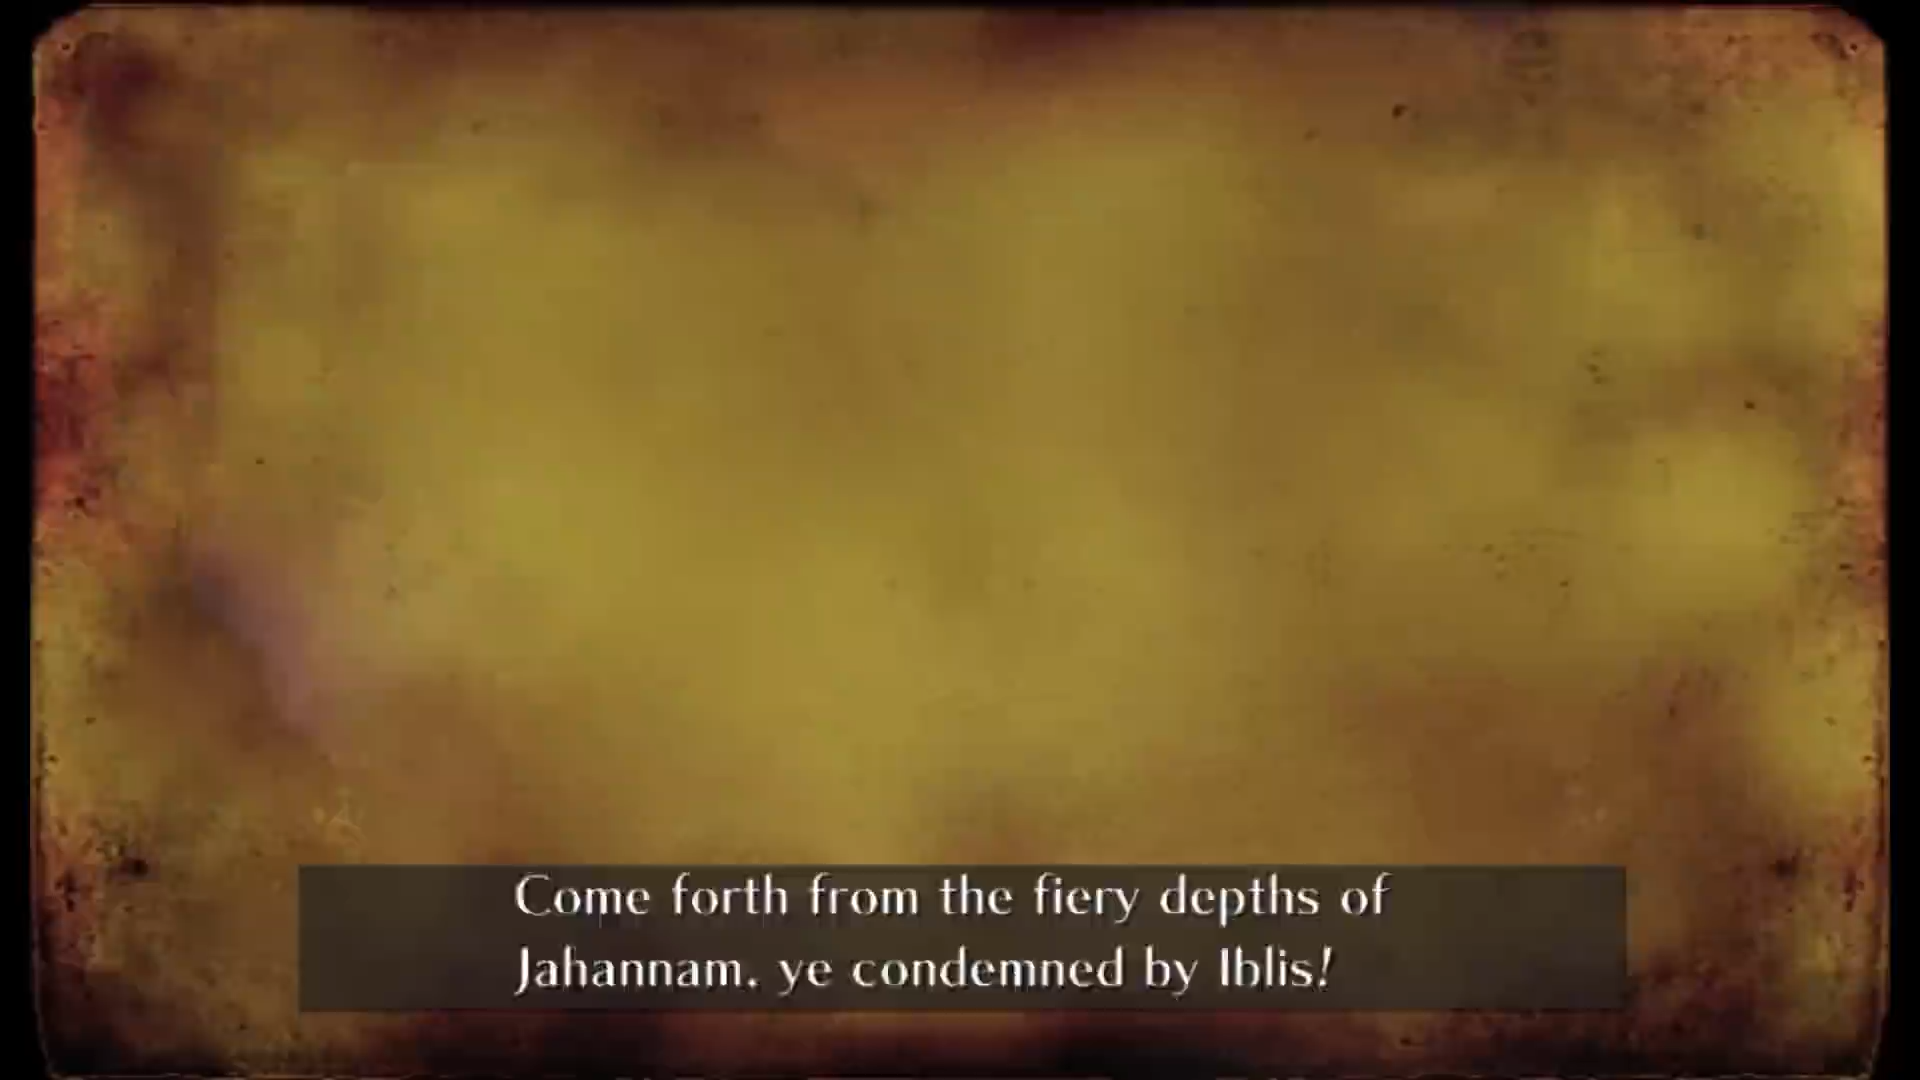 Come forth from the fiery depths of
Jahannam, ye condemned by Iblis!